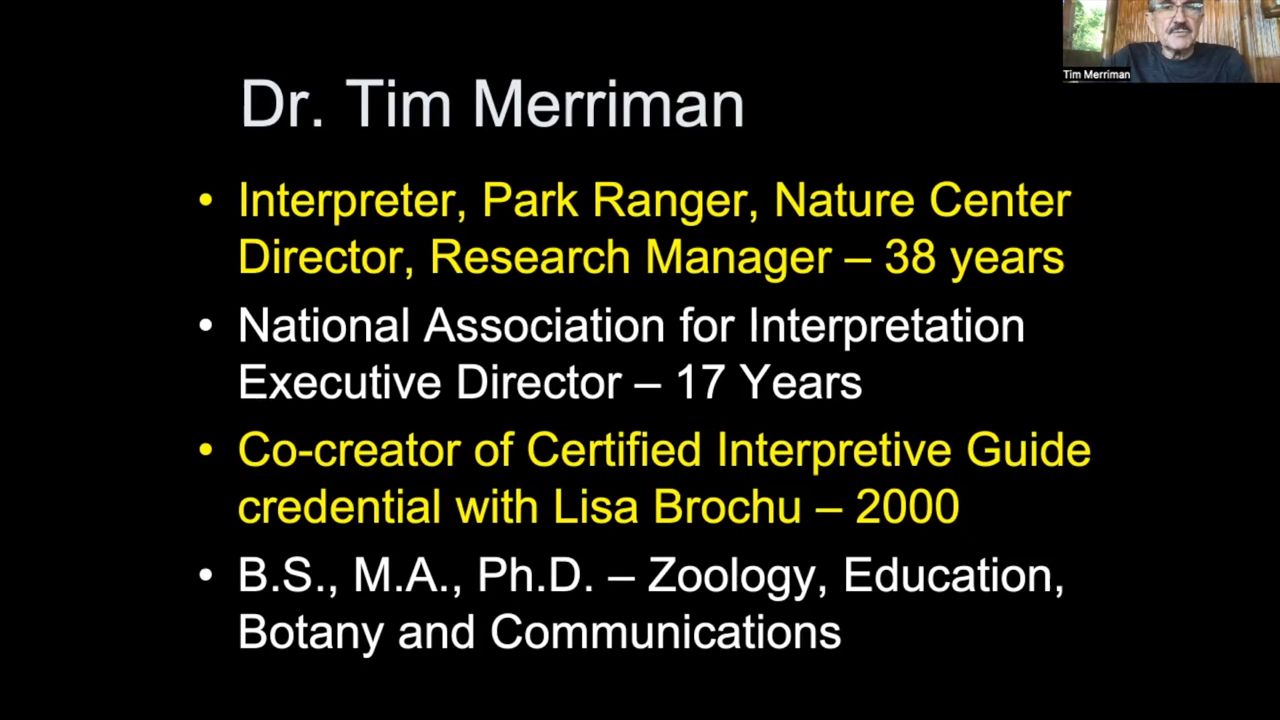 Tim Merriman
Dr. Tim Merriman
• Interpreter, Park Ranger, Nature Center
Director, Research Manager – 38 years
• National Association for Interpretation
Executive Director – 17 Years
• Co-creator of Certified Interpretive Guide
credential with Lisa Brochu – 2000
• B.S., M.A., Ph.D. – Zoology, Education,
Botany and Communications